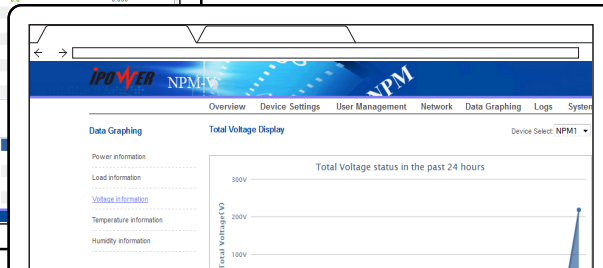 iPOWER NPM-V NPM
Overview Device Settings User Management Network Data Graphing Logs System
Data Graphing
Total Voltage Display
Device Select: NPM1
Power information
Load information
Voltage information
Temperature information
Humidity information
Total Voltage status in the past 24 hours
300V
200V
100V
Total Voltage(V)